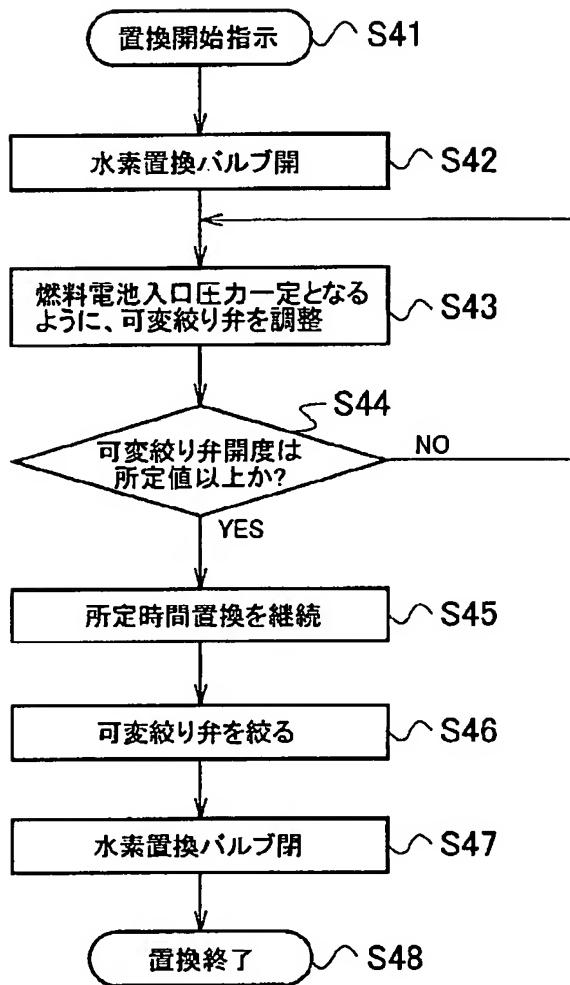 置換開始指示 S41
水素置換バルブ開 S42
燃料電池入口圧力一定となる
ように、可変絞り弁を調整 S43
S44
可変絞り弁開度は
所定値以上か?
NO
YES
所定時間置換を継続 S45
可変絞り弁を絞る S46
水素置換バルブ閉 S47
置換終了 S48